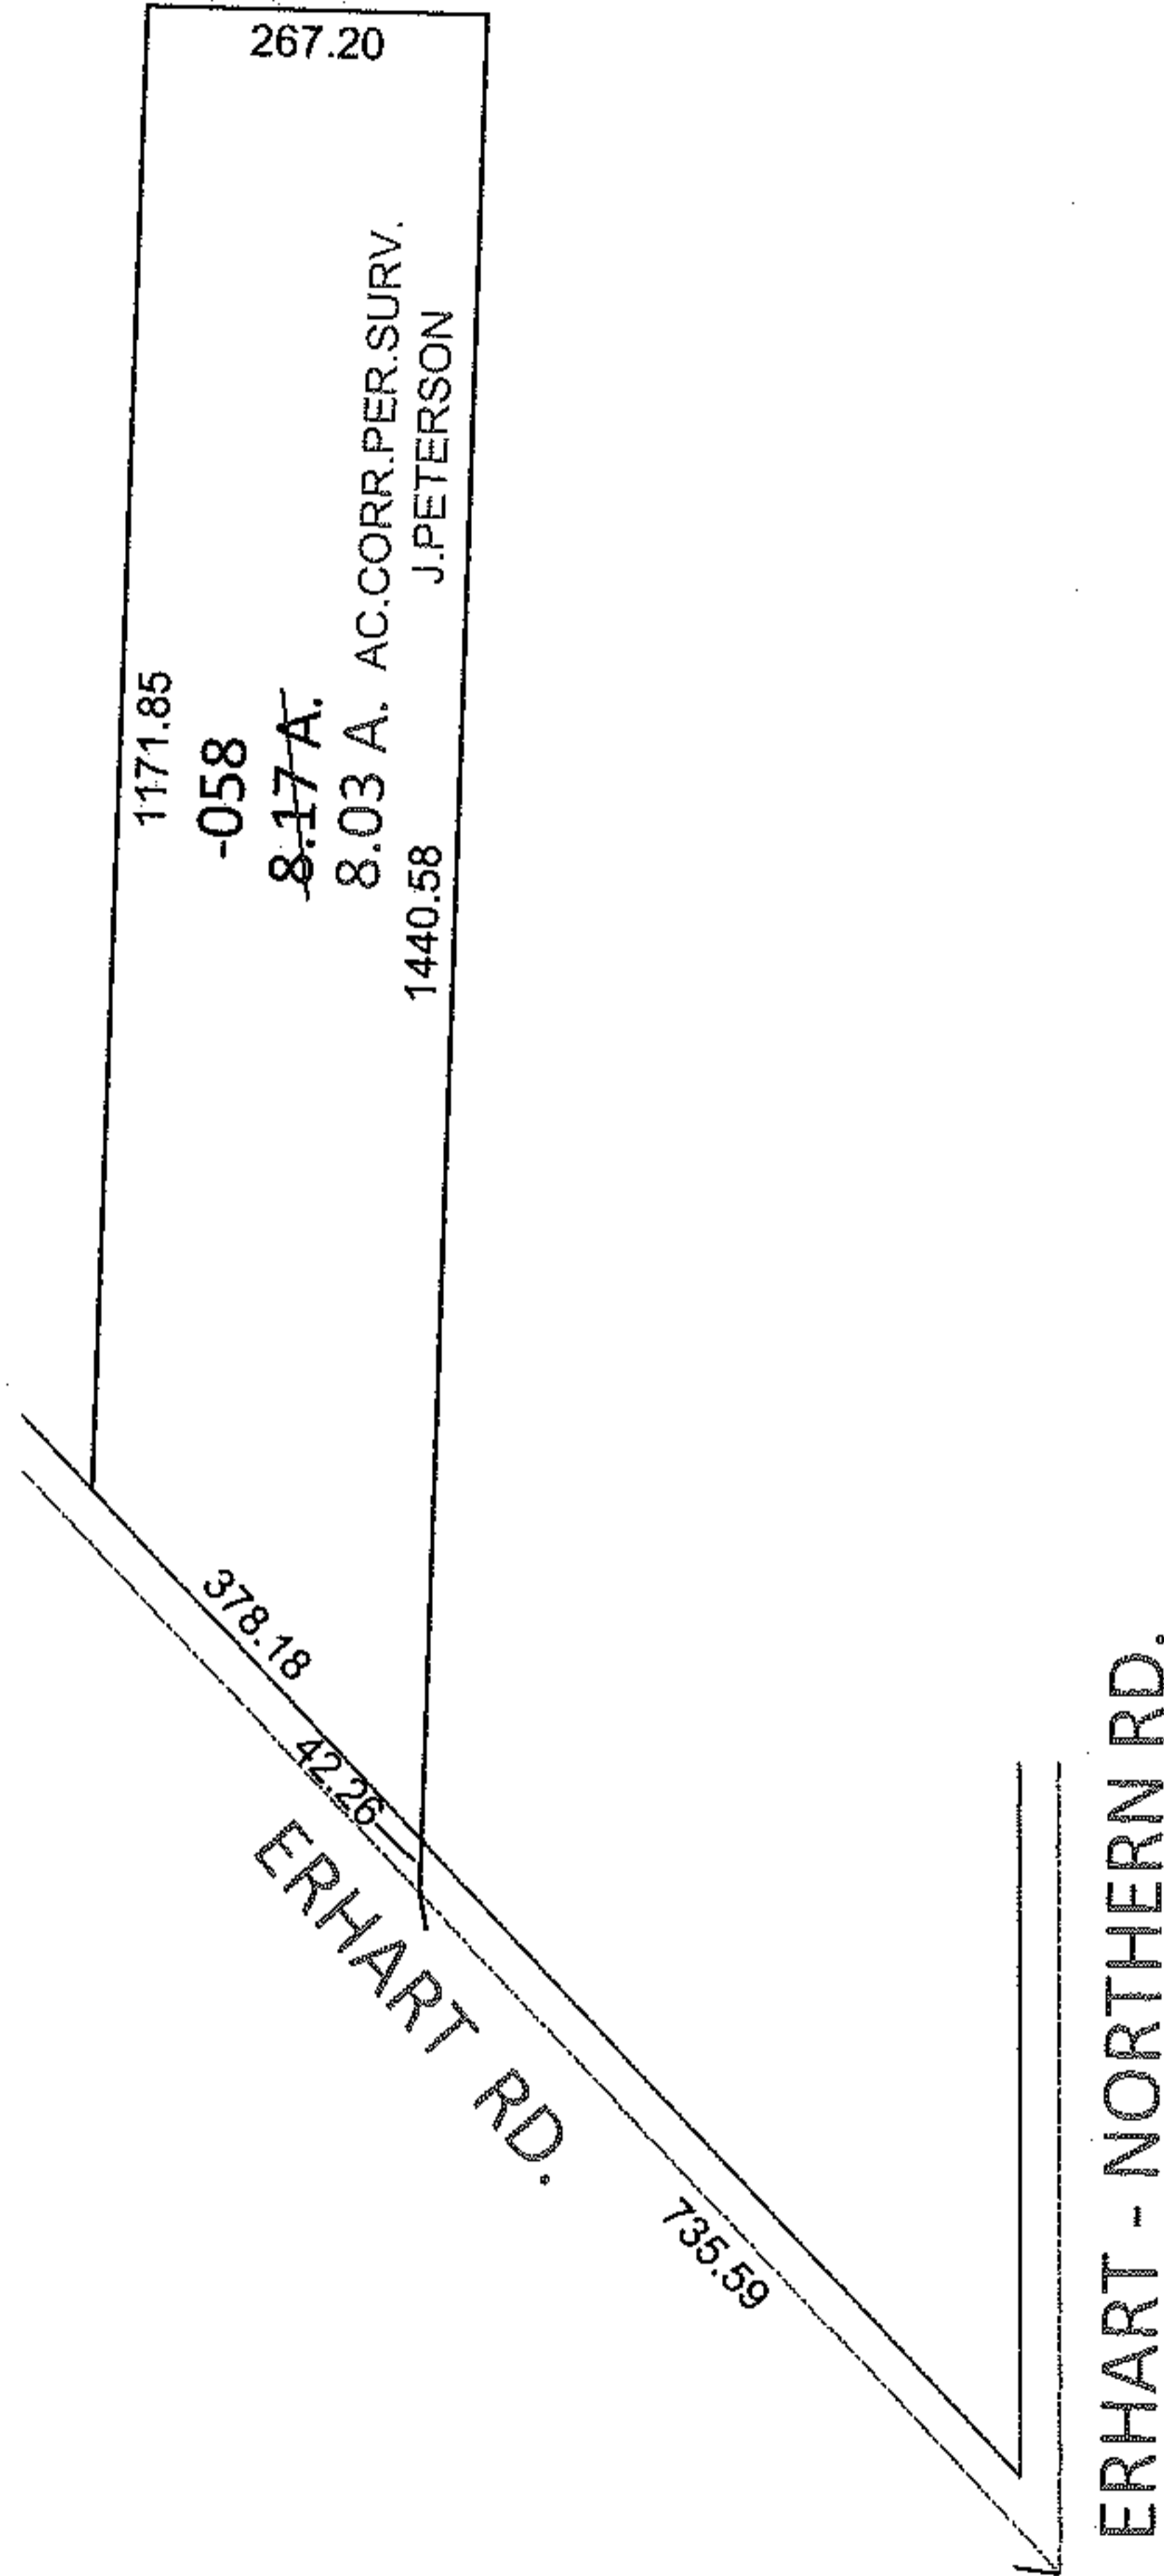 267.20
1171.85
-058
8.17 A.
8.03 A. AC.CORR.PER.SURV.
J.PETERSON
1440.58
378.18
42.26
ERHART RD.
735.59
ERHART - NORTHERN RD.